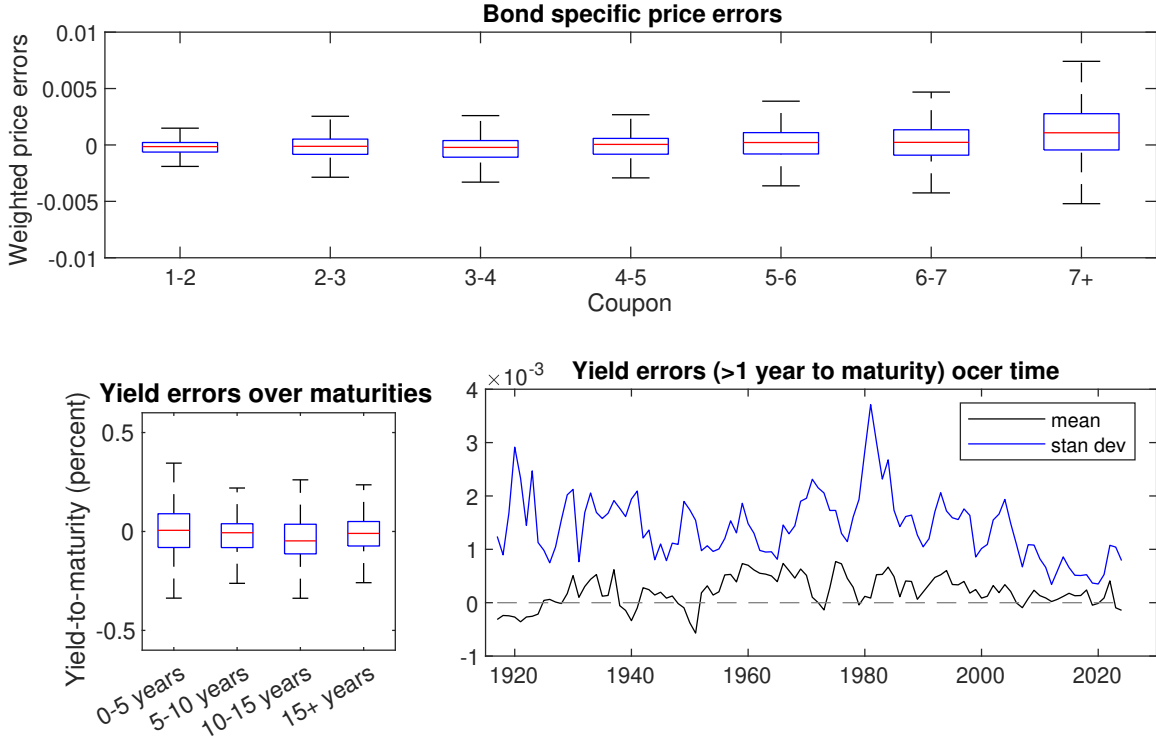 Bond specific price errors
Weighted price errors
0.01
0.005
0
-0.005
-0.01
1-2 2-3 3-4 4-5 5-6 6-7 7+
Coupon
Yield errors over maturities
Yield-to-maturity (percent)
0.5
0
-0.5
0-5 years
5-10 years
10-15 years
15+ years
Yield errors (>1 year to maturity) ocer time
×10-3
4
3
2
1
0
-1
1920 1940 1960 1980 2000 2020
mean
stan dev